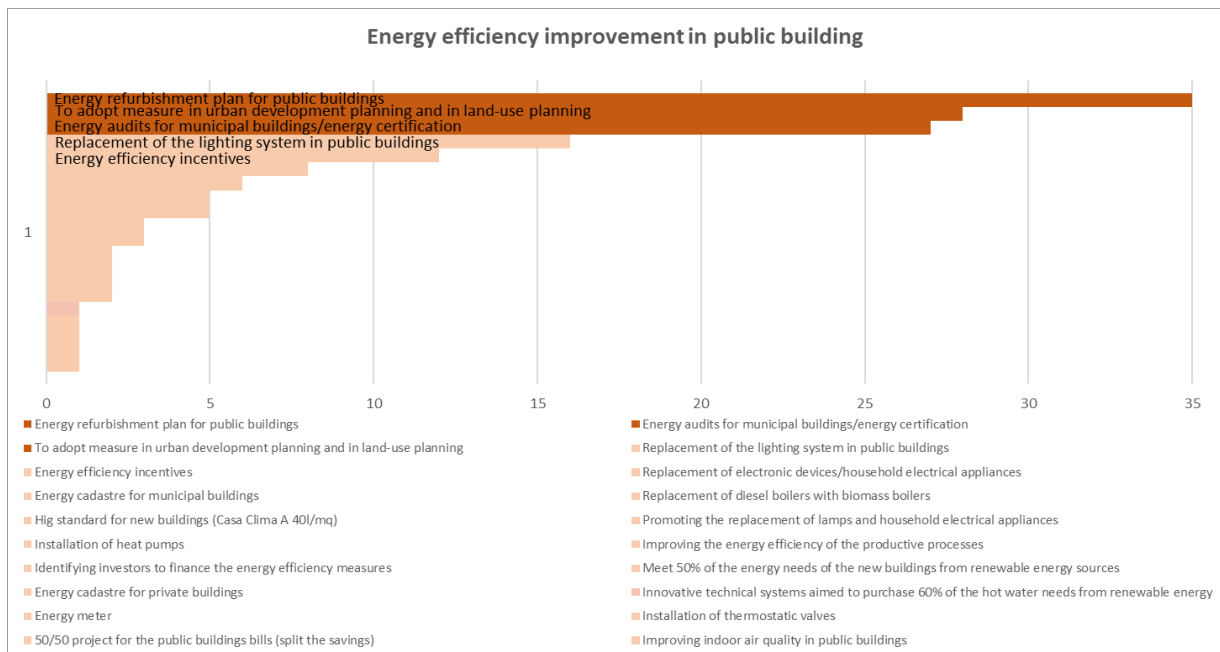 Energy efficiency improvement in public building
Energy refurbishment plan for public buildings
To adopt measure in urban development planning and in land-use planning
Energy audits for municipal buildings/energy certification
Replacement of the lighting system in public buildings
Energy efficiency incentives
1
0 5 10 15 20 25 30 35
Energy refurbishment plan for public buildings Energy audits for municipal buildings/energy certification
To adopt measure in urban development planning and in land-use planning Replacement of the lighting system in public buildings
Energy efficiency incentives Replacement of electronic devices/household electrical appliances
Energy cadastre for municipal buildings Replacement of diesel boilers with biomass boilers
Hig standard for new buildings (Casa Clima A 40l/mq) Promoting the replacement of lamps and household electrical appliances
Installation of heat pumps Improving the energy efficiency of the productive processes
Identifying investors to finance the energy efficiency measures Meet 50% of the energy needs of the new buildings from renewable energy sources
Energy cadastre for private buildings Innovative technical systems aimed to purchase 60% of the hot water needs from renewable energy
Energy meter Installation of thermostatic valves
50/50 project for the public buildings bills (split the savings) Improving indoor air quality in public buildings